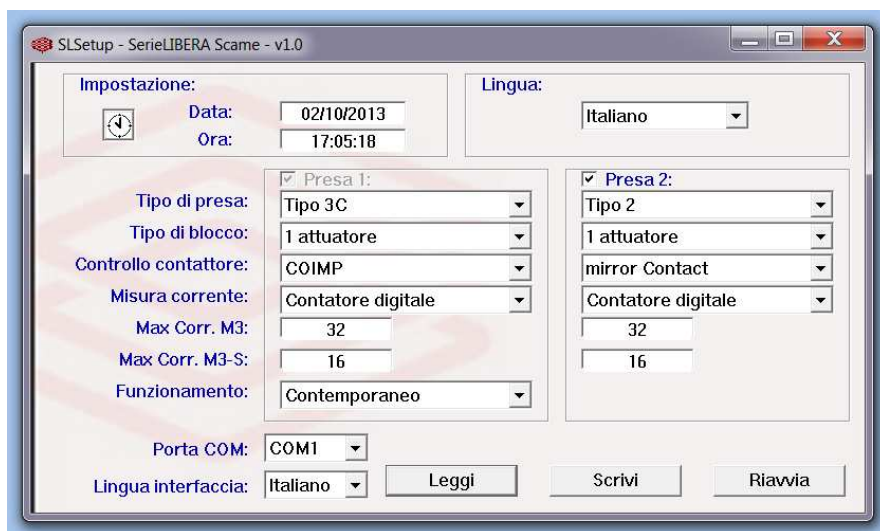 SLSetup - SerieLIBERA Scame - v1.0
Impostazione:
Lingua:
Data: 02/10/2013
Italiano
Ora: 17:05:18
Presa 1:
Presa 2:
Tipo di presa: Tipo 3C Tipo 2
Tipo di blocco: 1 attuatore 1 attuatore
Controllo contattore: COIMP mirror Contact
Misura corrente: Contatore digitale Contatore digitale
Max Corr. M3: 32 32
Max Corr. M3-S: 16 16
Funzionamento: Contemporaneo
Porta COM: COM1
Lingua interfaccia: Italiano Leggi Scrivi Riavvia